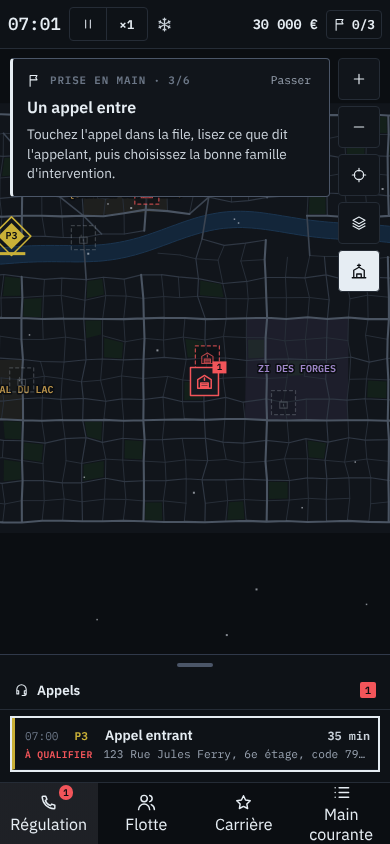 07:01
×1
30 000 €
0/3
PRISE EN MAIN · 3/6
Passer
Un appel entre
Touchez l'appel dans la file, lisez ce que dit
l'appelant, puis choisissez la bonne famille
d'intervention.
P3
1
ZI DES FORGES
AL DU LAC
Appels
1
07:00 P3 Appel entrant 35 min
À QUALIFIER 123 Rue Jules Ferry, 6e étage, code 79…
1
Régulation
Flotte
Carrière
Main
courante